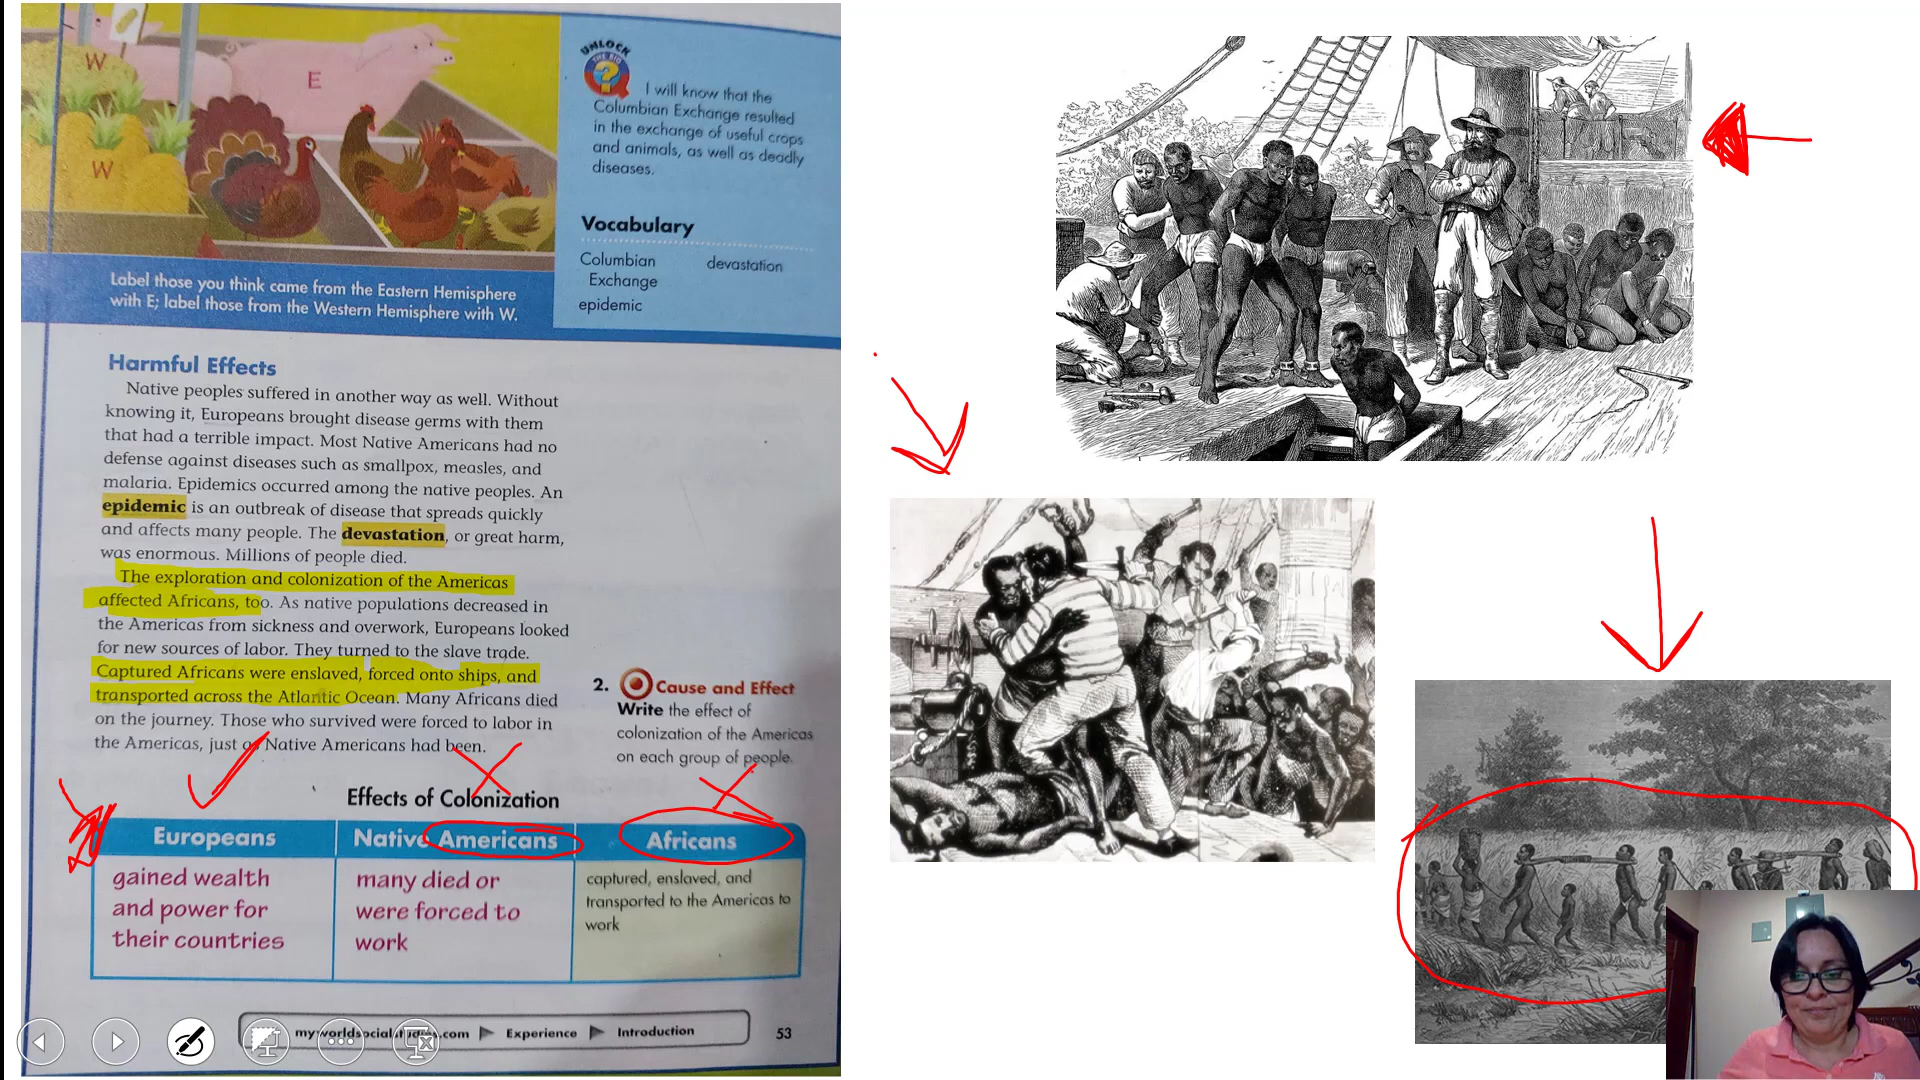 W
E
W
UNLOCK
THE BIG
?
I will know that the
Columbian Exchange resulted
in the exchange of useful crops
and animals, as well as deadly
diseases.
Vocabulary
Columbian
Exchange
devastation
epidemic
Label those you think came from the Eastern Hemisphere
with E; label those from the Western Hemisphere with W.
Harmful Effects
Native peoples suffered in another way as well. Without
knowing it, Europeans brought disease germs with them
that had a terrible impact. Most Native Americans had no
defense against diseases such as smallpox, measles, and
malaria. Epidemics occurred among the native peoples. An
epidemic is an outbreak of disease that spreads quickly
and affects many people. The devastation, or great harm,
was enormous. Millions of people died.
The exploration and colonization of the Americas
affected Africans, too. As native populations decreased in
the Americas from sickness and overwork, Europeans looked
for new sources of labor. They turned to the slave trade.
Captured Africans were enslaved, forced onto ships, and
transported across the Atlantic Ocean. Many Africans died
on the journey. Those who survived were forced to labor in
the Americas, just as Native Americans had been.
2. Cause and Effect
Write the effect of
colonization of the Americas
on each group of people.
Effects of Colonization
Europeans
Native Americans
Africans
gained wealth
and power for
their countries
many died or
were forced to
work
captured, enslaved, and
transported to the Americas to
work
myworldsocialstudies.com Experience Introduction
53